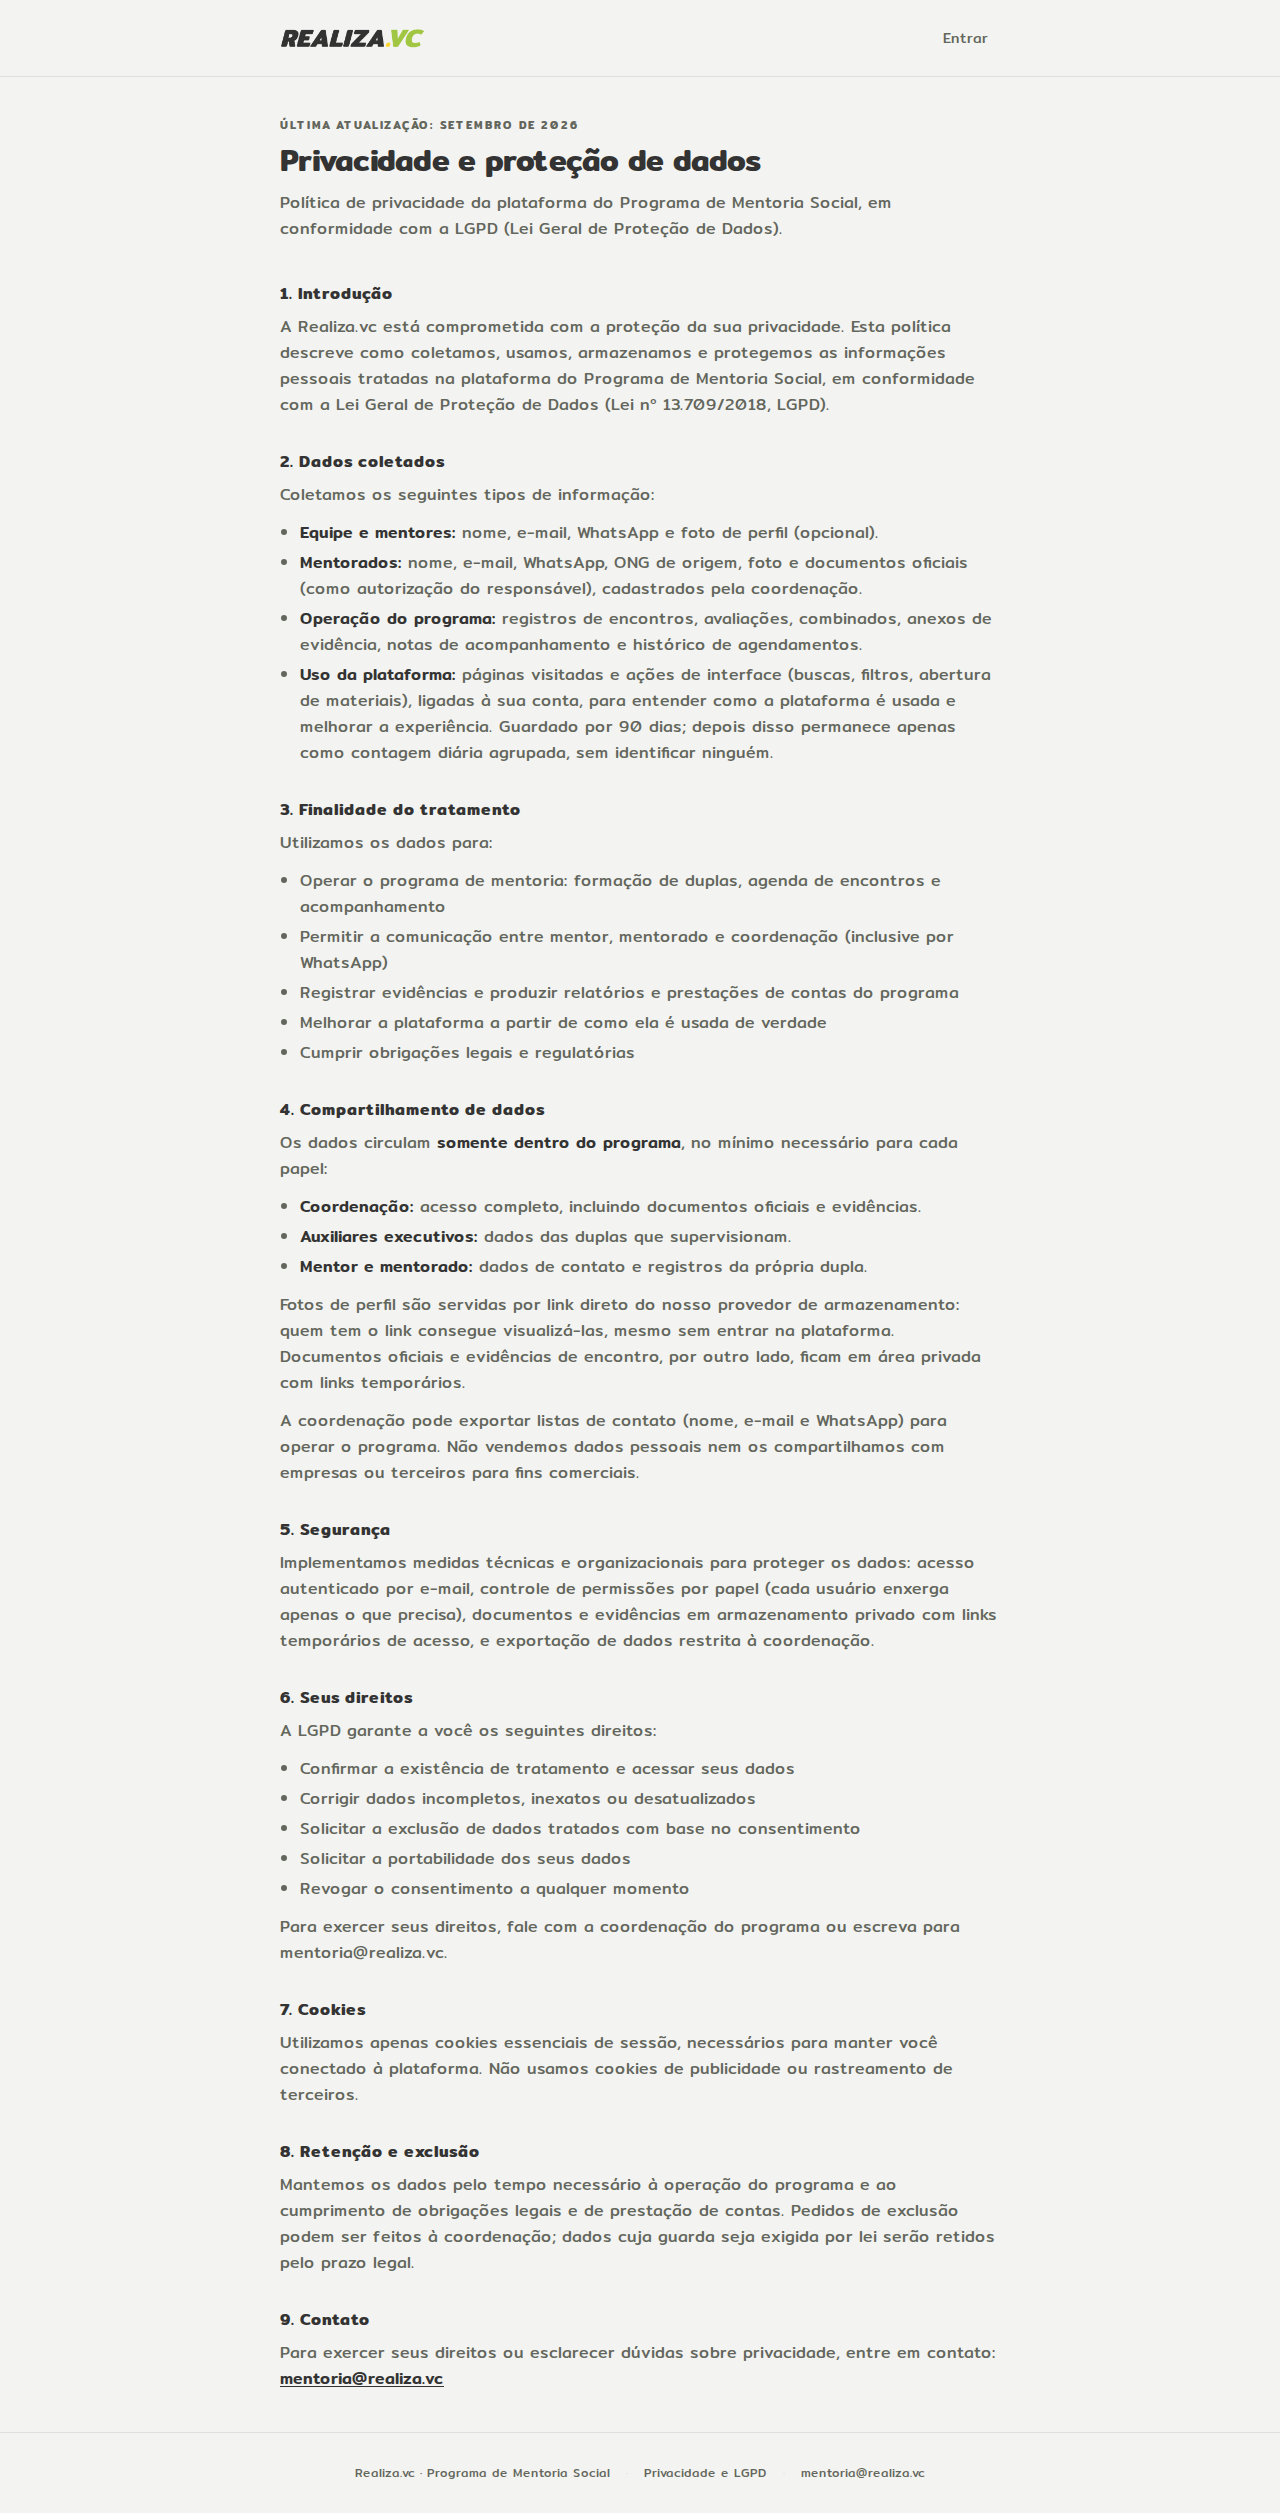 REALIZA.VC
Entrar
ÚLTIMA ATUALIZAÇÃO: SETEMBRO DE 2026
Privacidade e proteção de dados
Política de privacidade da plataforma do Programa de Mentoria Social, em
conformidade com a LGPD (Lei Geral de Proteção de Dados).
1. Introdução
A Realiza.vc está comprometida com a proteção da sua privacidade. Esta política
descreve como coletamos, usamos, armazenamos e protegemos as informações
pessoais tratadas na plataforma do Programa de Mentoria Social, em conformidade
com a Lei Geral de Proteção de Dados (Lei nº 13.709/2018, LGPD).
2. Dados coletados
Coletamos os seguintes tipos de informação:
• Equipe e mentores: nome, e-mail, WhatsApp e foto de perfil (opcional).
• Mentorados: nome, e-mail, WhatsApp, ONG de origem, foto e documentos oficiais
(como autorização do responsável), cadastrados pela coordenação.
• Operação do programa: registros de encontros, avaliações, combinados, anexos de
evidência, notas de acompanhamento e histórico de agendamentos.
• Uso da plataforma: páginas visitadas e ações de interface (buscas, filtros, abertura
de materiais), ligadas à sua conta, para entender como a plataforma é usada e
melhorar a experiência. Guardado por 90 dias; depois disso permanece apenas
como contagem diária agrupada, sem identificar ninguém.
3. Finalidade do tratamento
Utilizamos os dados para:
• Operar o programa de mentoria: formação de duplas, agenda de encontros e
acompanhamento
• Permitir a comunicação entre mentor, mentorado e coordenação (inclusive por
WhatsApp)
• Registrar evidências e produzir relatórios e prestações de contas do programa
• Melhorar a plataforma a partir de como ela é usada de verdade
• Cumprir obrigações legais e regulatórias
4. Compartilhamento de dados
Os dados circulam somente dentro do programa, no mínimo necessário para cada
papel:
• Coordenação: acesso completo, incluindo documentos oficiais e evidências.
• Auxiliares executivos: dados das duplas que supervisionam.
• Mentor e mentorado: dados de contato e registros da própria dupla.
Fotos de perfil são servidas por link direto do nosso provedor de armazenamento:
quem tem o link consegue visualizá-las, mesmo sem entrar na plataforma.
Documentos oficiais e evidências de encontro, por outro lado, ficam em área privada
com links temporários.
A coordenação pode exportar listas de contato (nome, e-mail e WhatsApp) para
operar o programa. Não vendemos dados pessoais nem os compartilhamos com
empresas ou terceiros para fins comerciais.
5. Segurança
Implementamos medidas técnicas e organizacionais para proteger os dados: acesso
autenticado por e-mail, controle de permissões por papel (cada usuário enxerga
apenas o que precisa), documentos e evidências em armazenamento privado com links
temporários de acesso, e exportação de dados restrita à coordenação.
6. Seus direitos
A LGPD garante a você os seguintes direitos:
• Confirmar a existência de tratamento e acessar seus dados
• Corrigir dados incompletos, inexatos ou desatualizados
• Solicitar a exclusão de dados tratados com base no consentimento
• Solicitar a portabilidade dos seus dados
• Revogar o consentimento a qualquer momento
Para exercer seus direitos, fale com a coordenação do programa ou escreva para
mentoria@realiza.vc.
7. Cookies
Utilizamos apenas cookies essenciais de sessão, necessários para manter você
conectado à plataforma. Não usamos cookies de publicidade ou rastreamento de
terceiros.
8. Retenção e exclusão
Mantemos os dados pelo tempo necessário à operação do programa e ao
cumprimento de obrigações legais e de prestação de contas. Pedidos de exclusão
podem ser feitos à coordenação; dados cuja guarda seja exigida por lei serão retidos
pelo prazo legal.
9. Contato
Para exercer seus direitos ou esclarecer dúvidas sobre privacidade, entre em contato:
mentoria@realiza.vc
Realiza.vc · Programa de Mentoria Social
Privacidade e LGPD
mentoria@realiza.vc